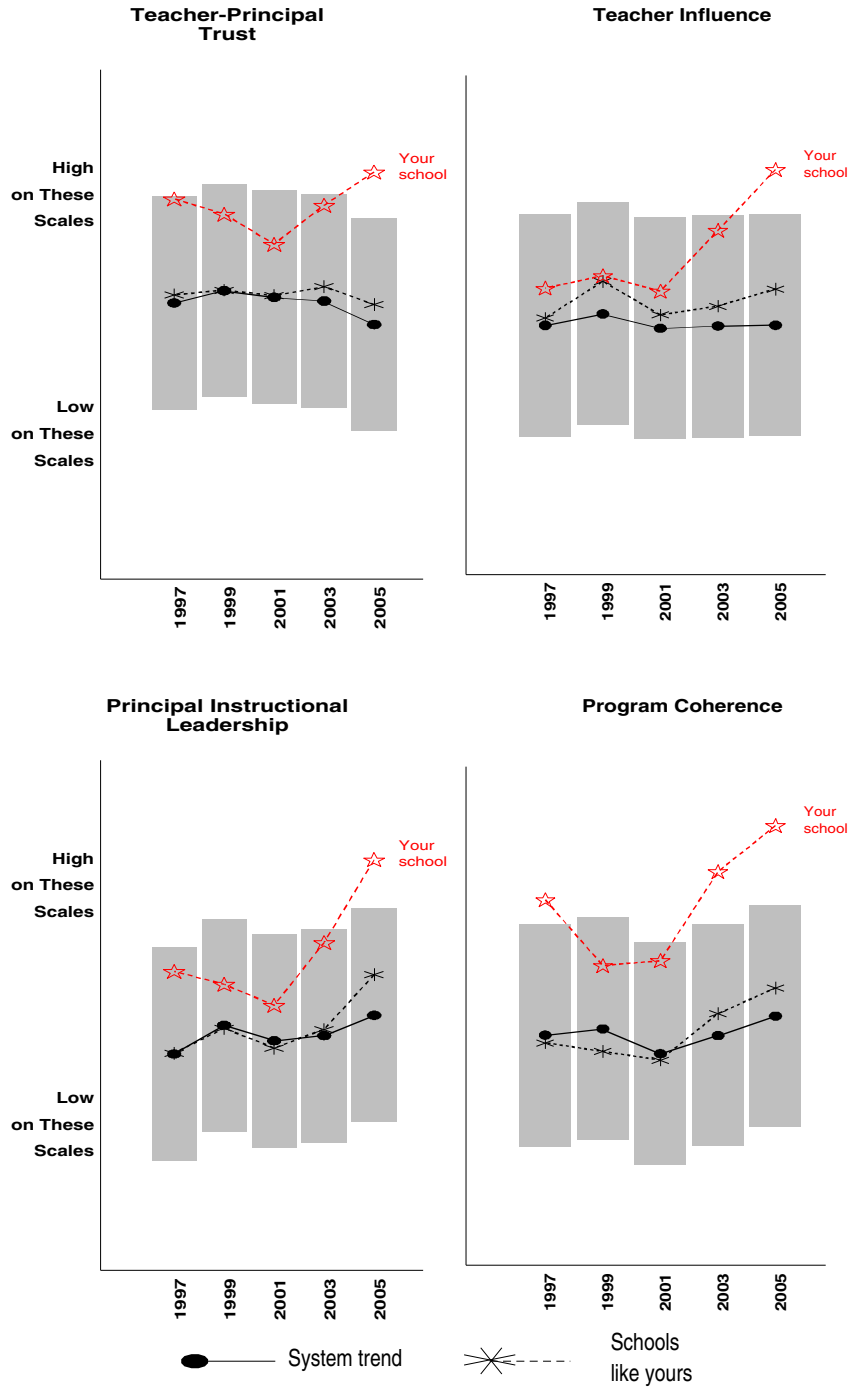 Teacher-Principal
Trust
High
on These
Scales
Low
on These
Scales
Your
school
1997
1999
2001
2003
2005
Teacher Influence
Your
school
1997
1999
2001
2003
2005
Principal Instructional
Leadership
High
on These
Scales
Low
on These
Scales
Your
school
1997
1999
2001
2003
2005
Program Coherence
Your
school
1997
1999
2001
2003
2005
System trend
Schools
like yours